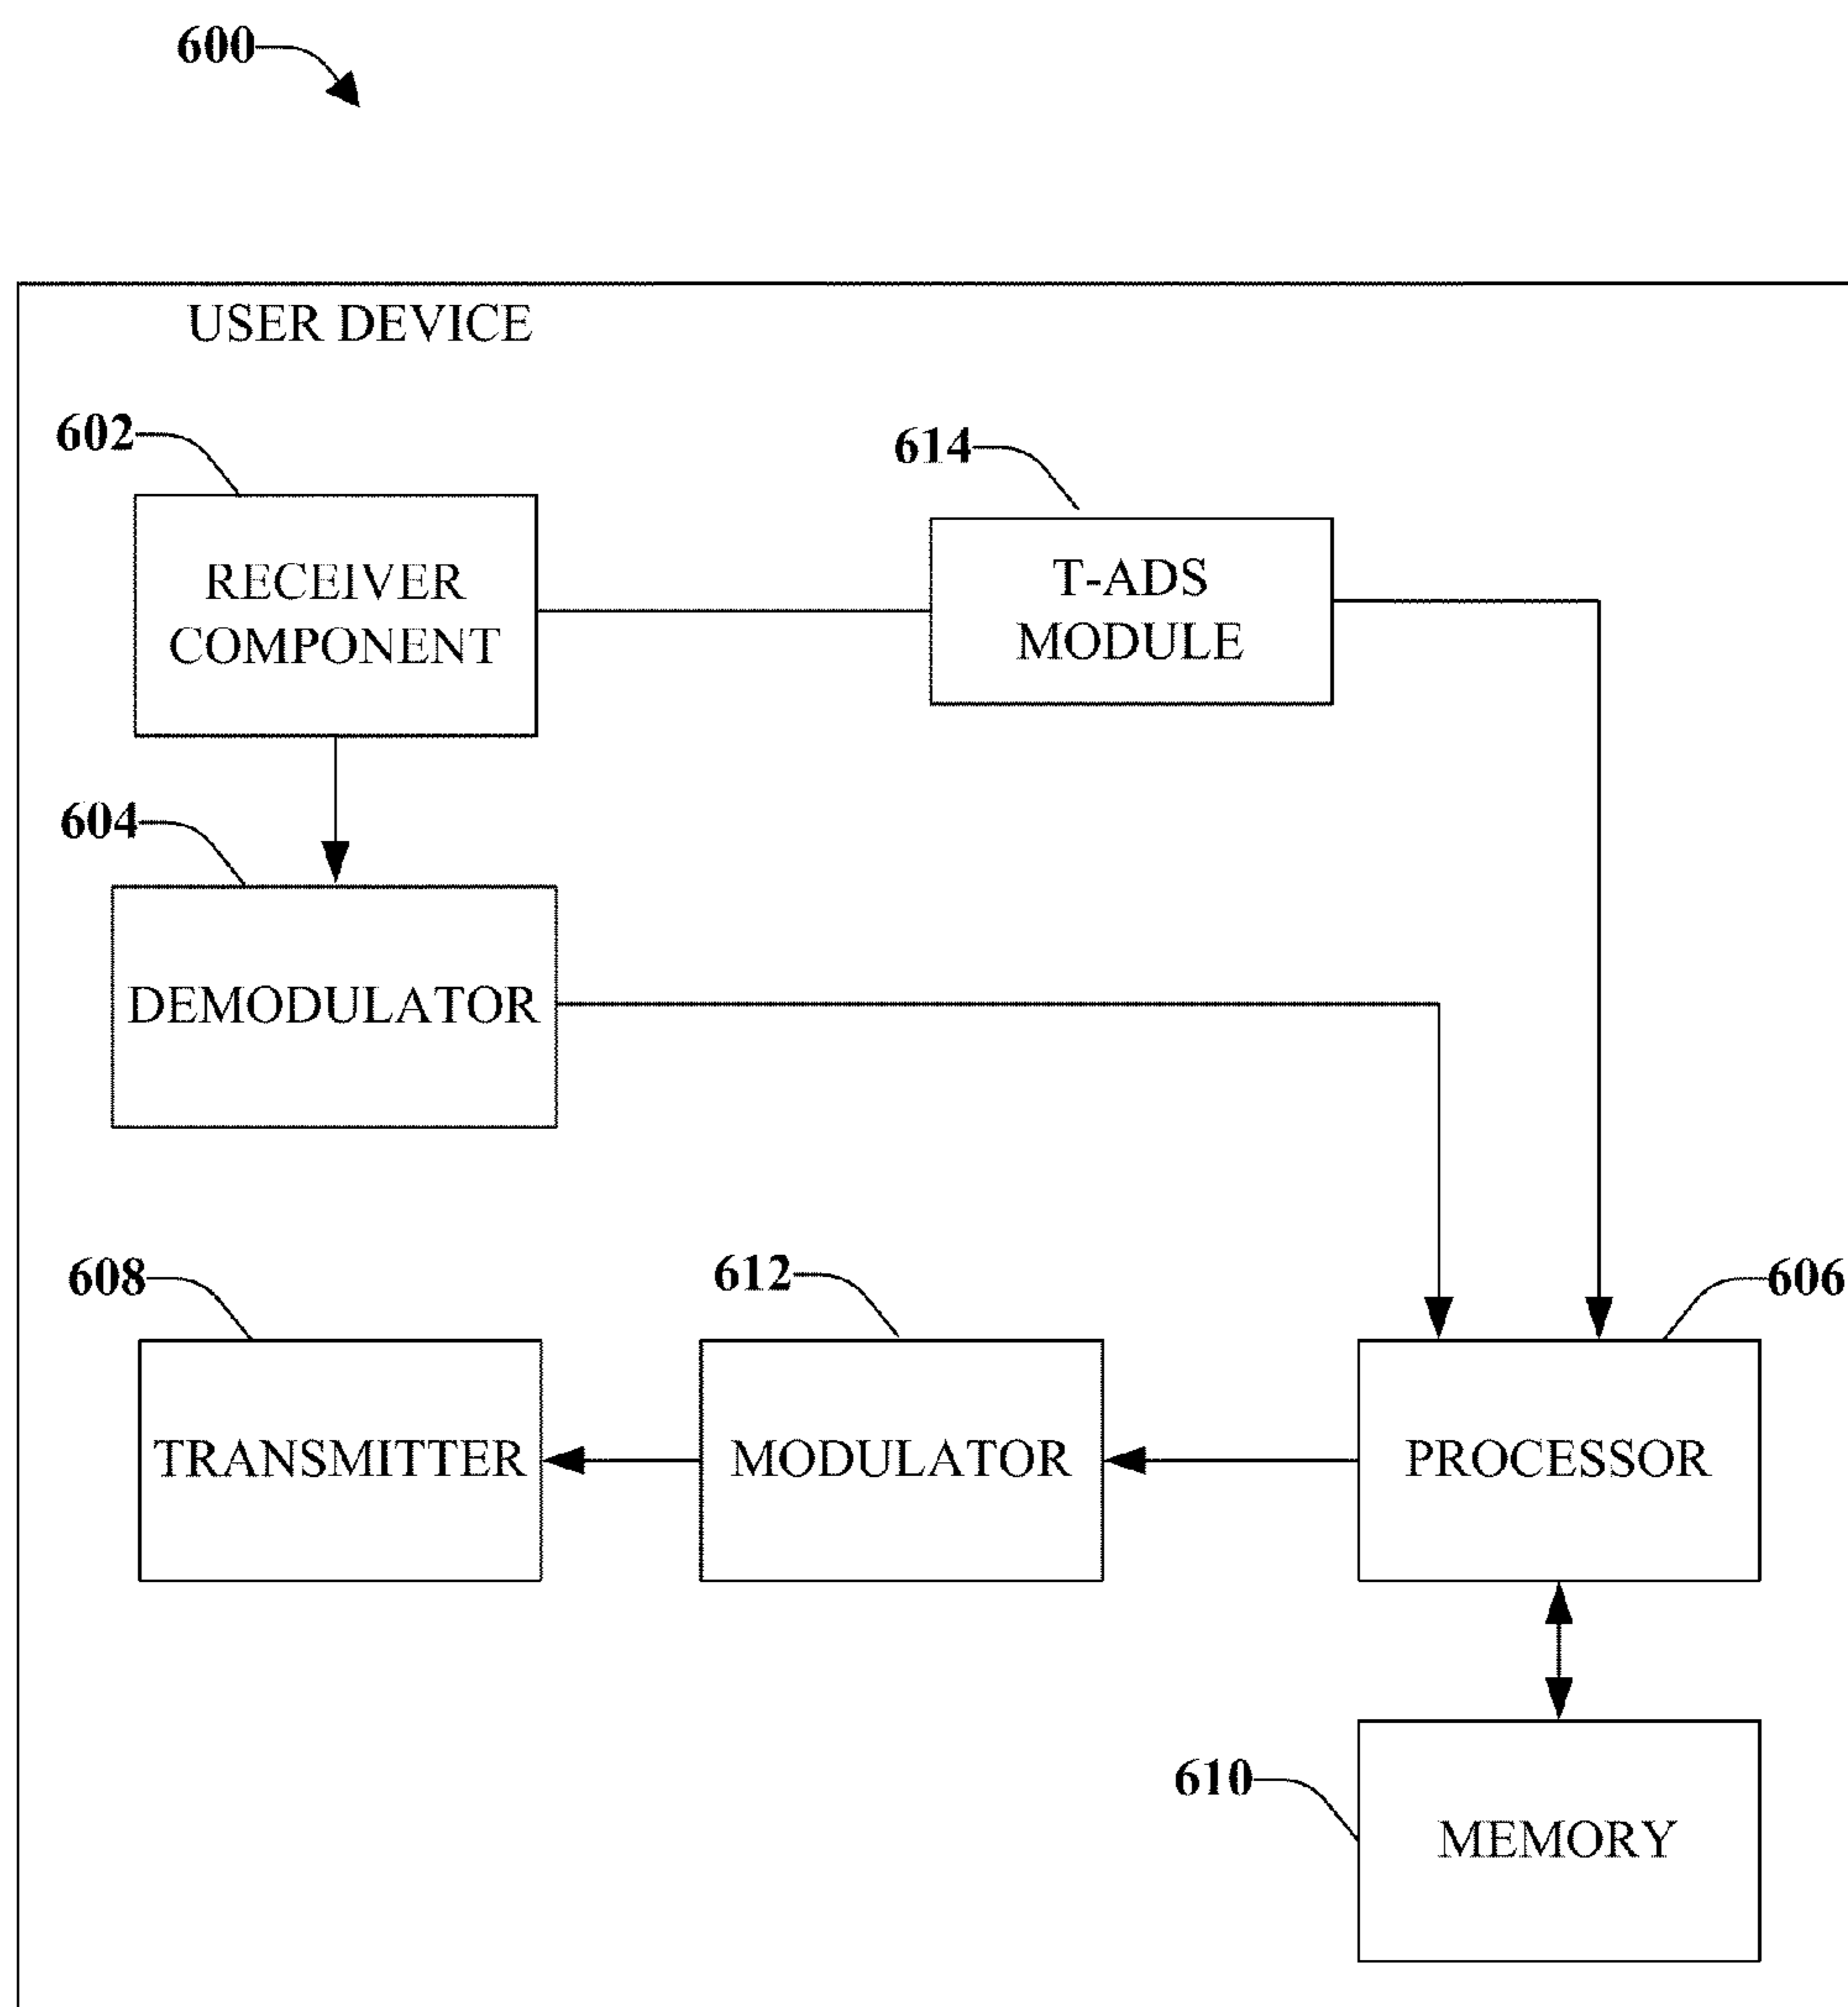 600
USER DEVICE
602
614
RECEIVER
COMPONENT
T-ADS
MODULE
604
DEMODULATOR
608
612
606
TRANSMITTER
MODULATOR
PROCESSOR
610
MEMORY